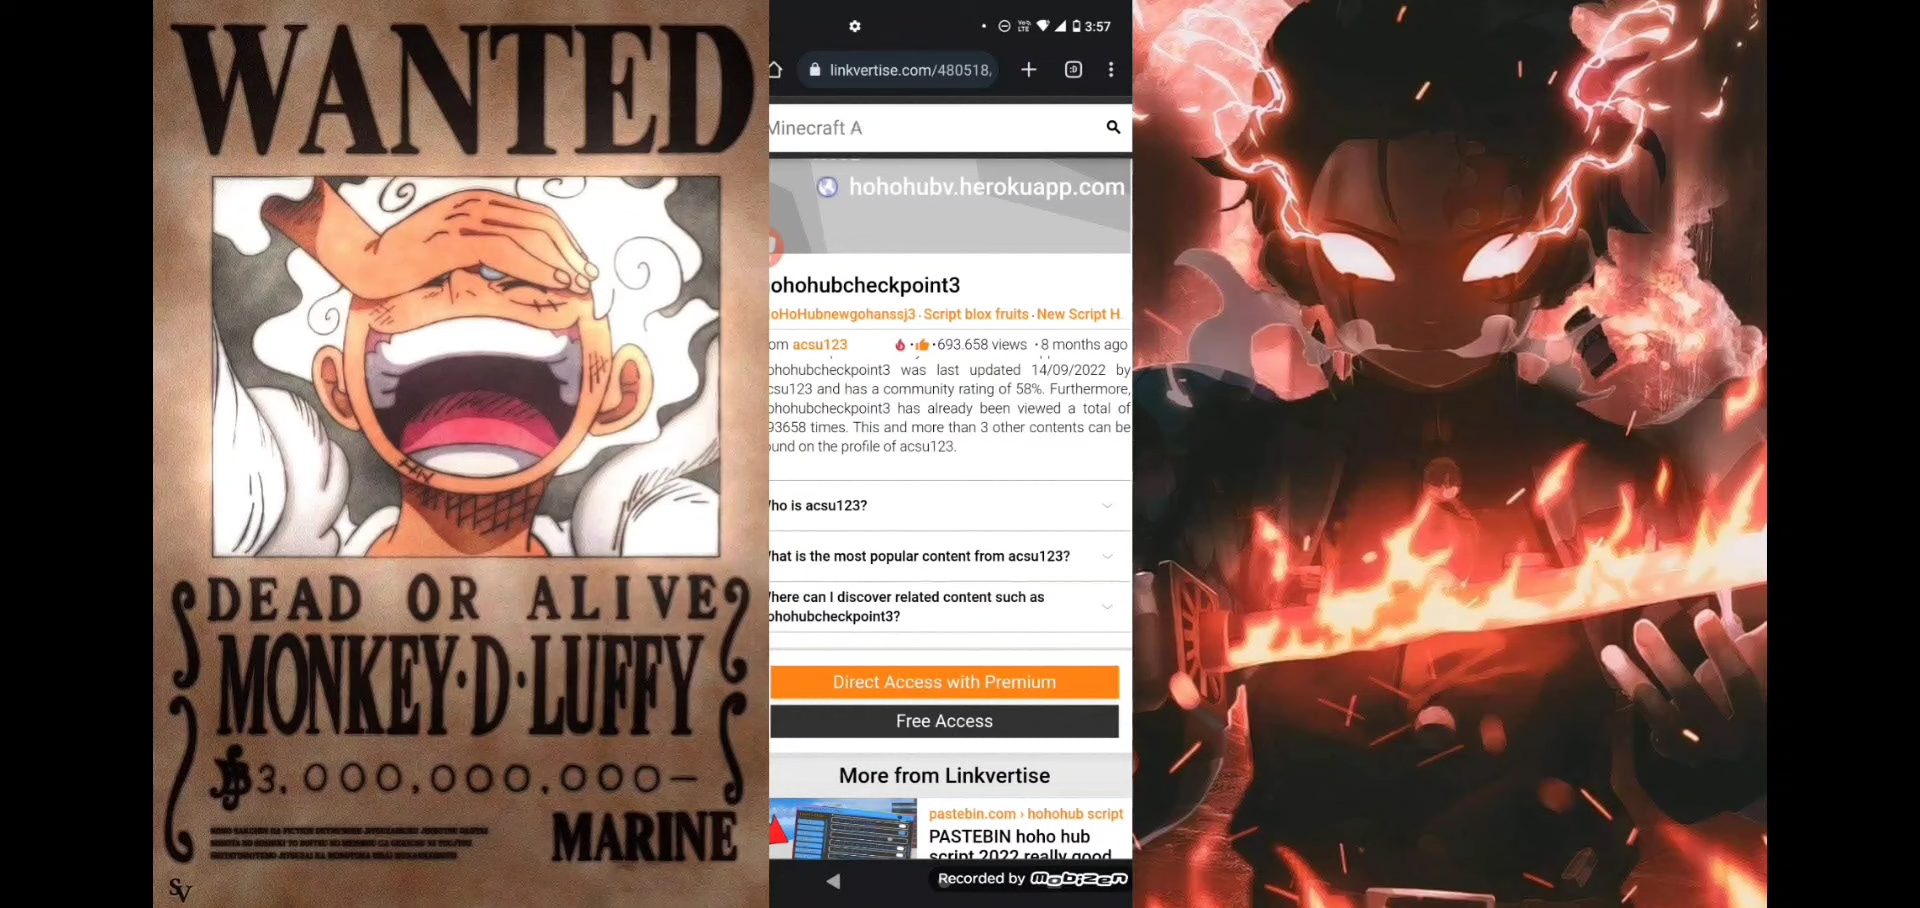 WANTED
DEAD OR ALIVE
MONKEY·D·LUFFY
3,000,000,000—
MARINE
SV
3:57
linkvertise.com/480518,
Minecraft A
hohohubv.herokuapp.com
ohohubcheckpoint3
oHoHubnewgohanssj3 · Script blox fruits · New Script H
om acsu123 · 693.658 views · 8 months ago
ohohubcheckpoint3 was last updated 14/09/2022 by
csu123 and has a community rating of 58%. Furthermore,
ohohubcheckpoint3 has already been viewed a total of
93658 times. This and more than 3 other contents can be
und on the profile of acsu123.
ho is acsu123?
hat is the most popular content from acsu123?
here can I discover related content such as
ohohubcheckpoint3?
Direct Access with Premium
Free Access
More from Linkvertise
pastebin.com › hohohub script
PASTEBIN hoho hub
script 2022 really good
Recorded by mobizen